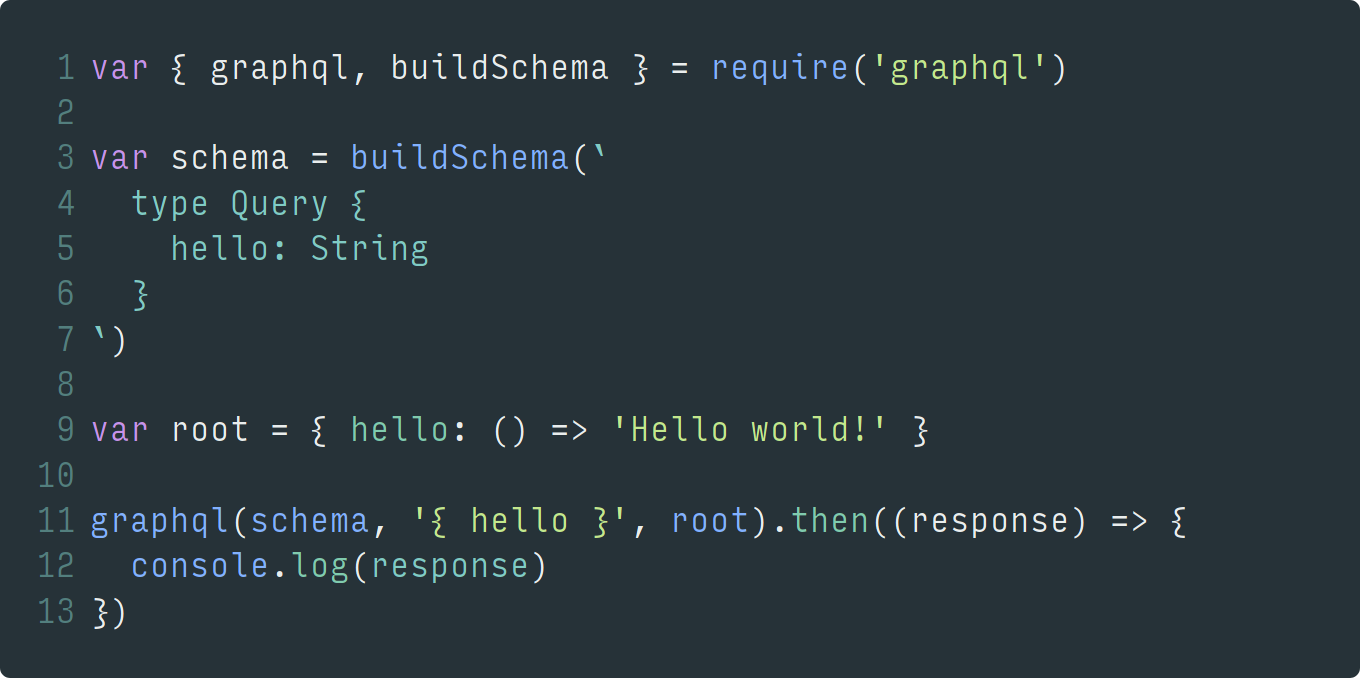 1 var { graphql, buildSchema } = require('graphql')
2
3 var schema = buildSchema(`
4   type Query {
5     hello: String
6   }
7 `)
8
9 var root = { hello: () => 'Hello world!' }
10
11 graphql(schema, '{ hello }', root).then((response) => {
12   console.log(response)
13 })